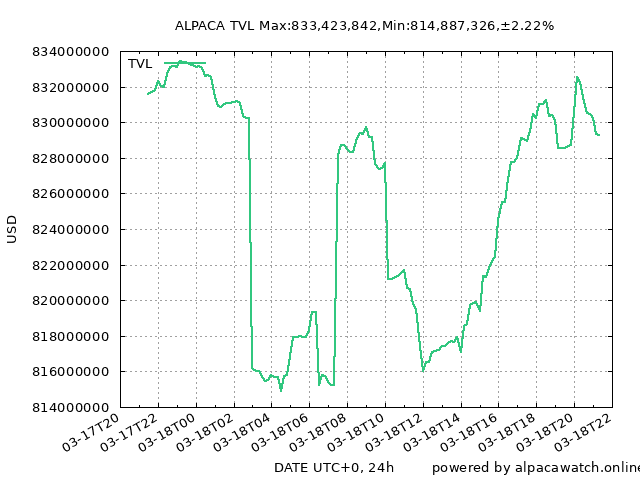 ALPACA TVL Max:833,423,842,Min:814,887,326,±2.22%
834000000
TVL
832000000
830000000
828000000
826000000
USD
824000000
822000000
820000000
818000000
816000000
814000000
03-17T20
03-17T22
03-18T00
03-18T02
03-18T04
03-18T06
03-18T08
03-18T10
03-18T12
03-18T14
03-18T16
03-18T18
03-18T20
03-18T22
DATE UTC+0, 24h
powered by alpacawatch.online